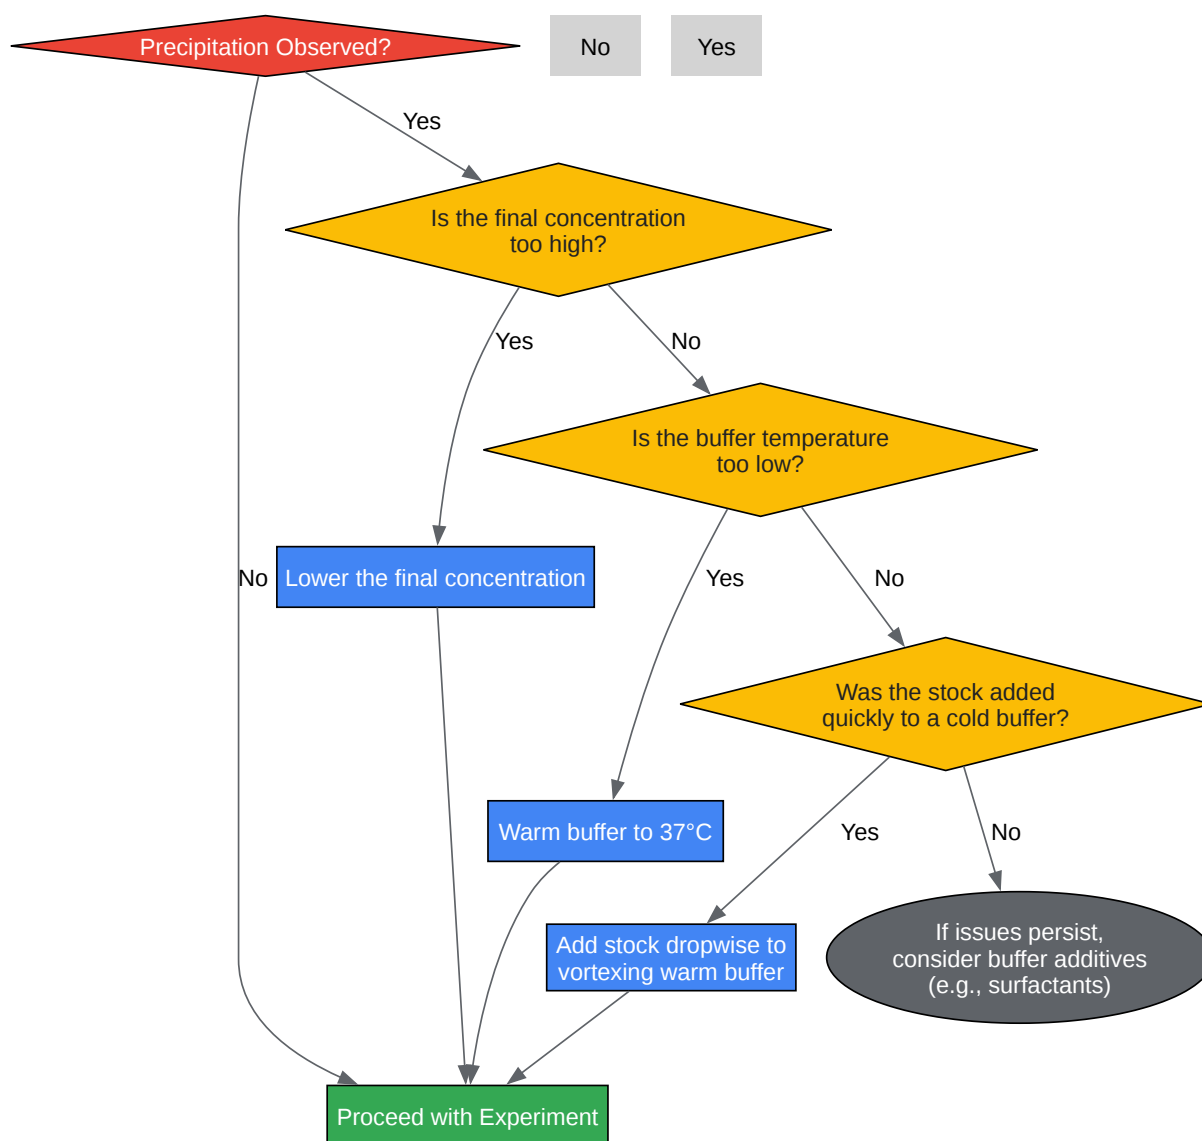 Precipitation Observed?
No
Yes
Yes
Is the final concentration
too high?
Yes
No
Is the buffer temperature
too low?
No
Lower the final concentration
Yes
No
Was the stock added
quickly to a cold buffer?
Warm buffer to 37°C
Yes
No
Add stock dropwise to
vortexing warm buffer
If issues persist,
consider buffer additives
(e.g., surfactants)
Proceed with Experiment